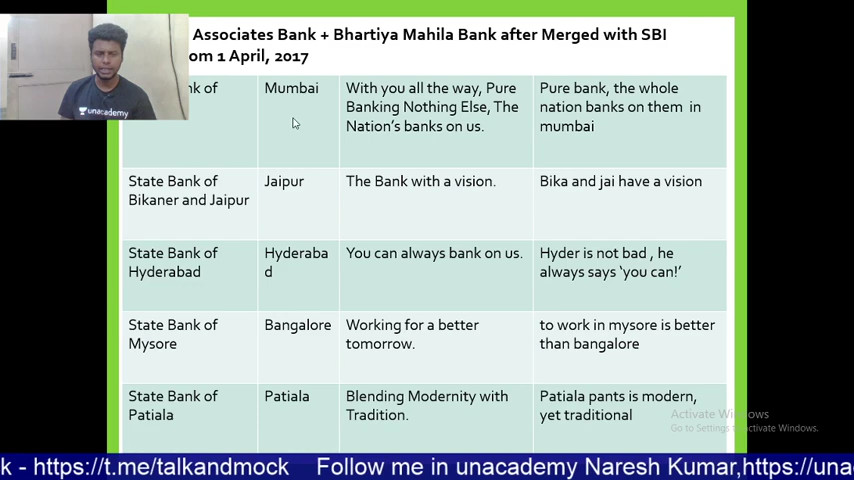 Associates Bank + Bhartiya Mahila Bank after Merged with SBI
om 1 April, 2017
nk of
Mumbai
With you all the way, Pure
Banking Nothing Else, The
Nation's banks on us.
Pure bank, the whole
nation banks on them in
mumbai
State Bank of
Bikaner and Jaipur
Jaipur
The Bank with a vision.
Bika and jai have a vision
State Bank of
Hyderabad
Hyderaba
d
You can always bank on us.
Hyder is not bad , he
always says 'you can!'
State Bank of
Mysore
Bangalore
Working for a better
tomorrow.
to work in mysore is better
than bangalore
State Bank of
Patiala
Patiala
Blending Modernity with
Tradition.
Patiala pants is modern,
yet traditional
unacademy
Activate Windows
Go to Settings to activate Windows.
k - https://t.me/talkandmock Follow me in unacademy Naresh Kumar,https://una